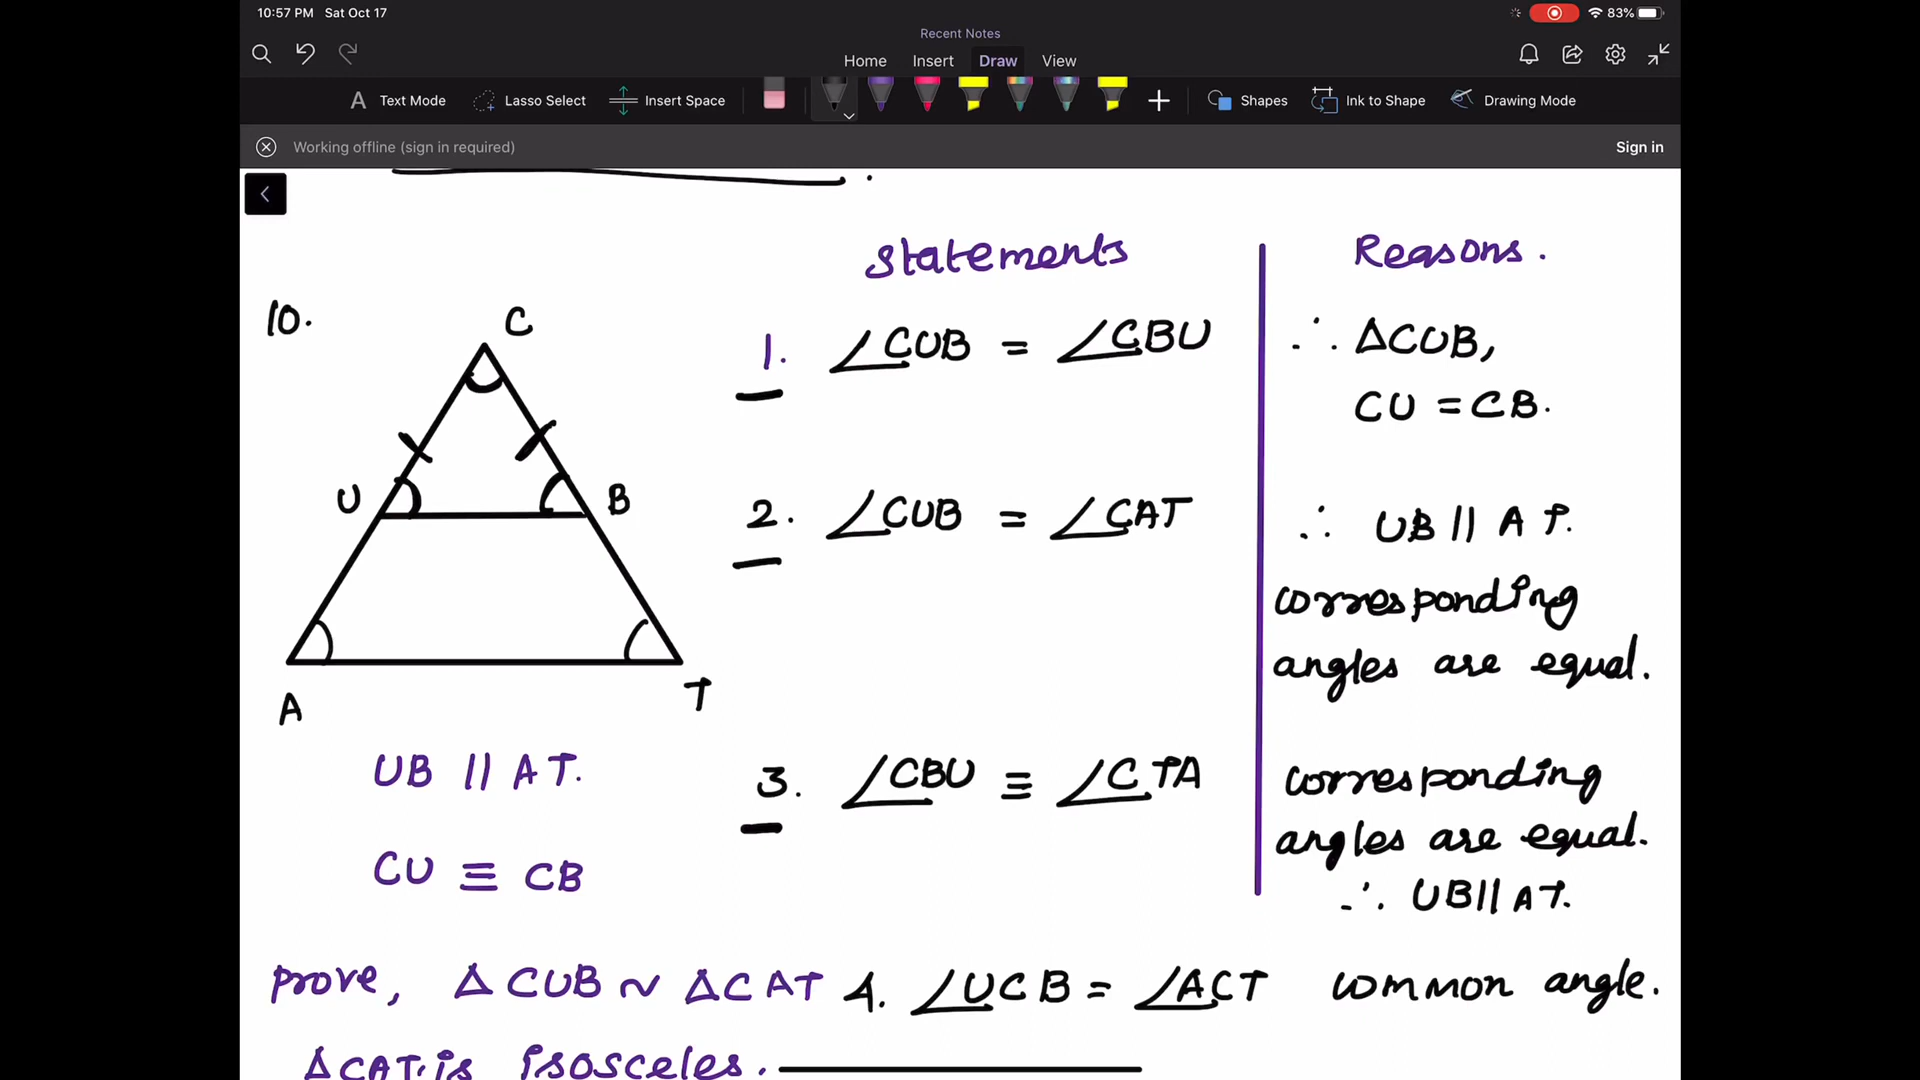 10:57 PM Sat Oct 17
83%
Recent Notes
Home Insert Draw View
Text Mode Lasso Select Insert Space Shapes Ink to Shape Drawing Mode
Working offline (sign in required) Sign in
statements Reasons.
10.
C
U
B
A
T
1. ∠CUB = ∠CBU ∴ ΔCUB,
CU = CB.
2. ∠CUB = ∠CAT ∴ UB || AT.
corresponding
angles are equal.
UB || AT.
3. ∠CBU ≡ ∠CTA corresponding
angles are equal.
∴ UB || AT.
CU ≡ CB
prove, Δ CUB ~ ΔCAT 4. ∠UCB = ∠ACT common angle.
ΔCAT is isosceles.